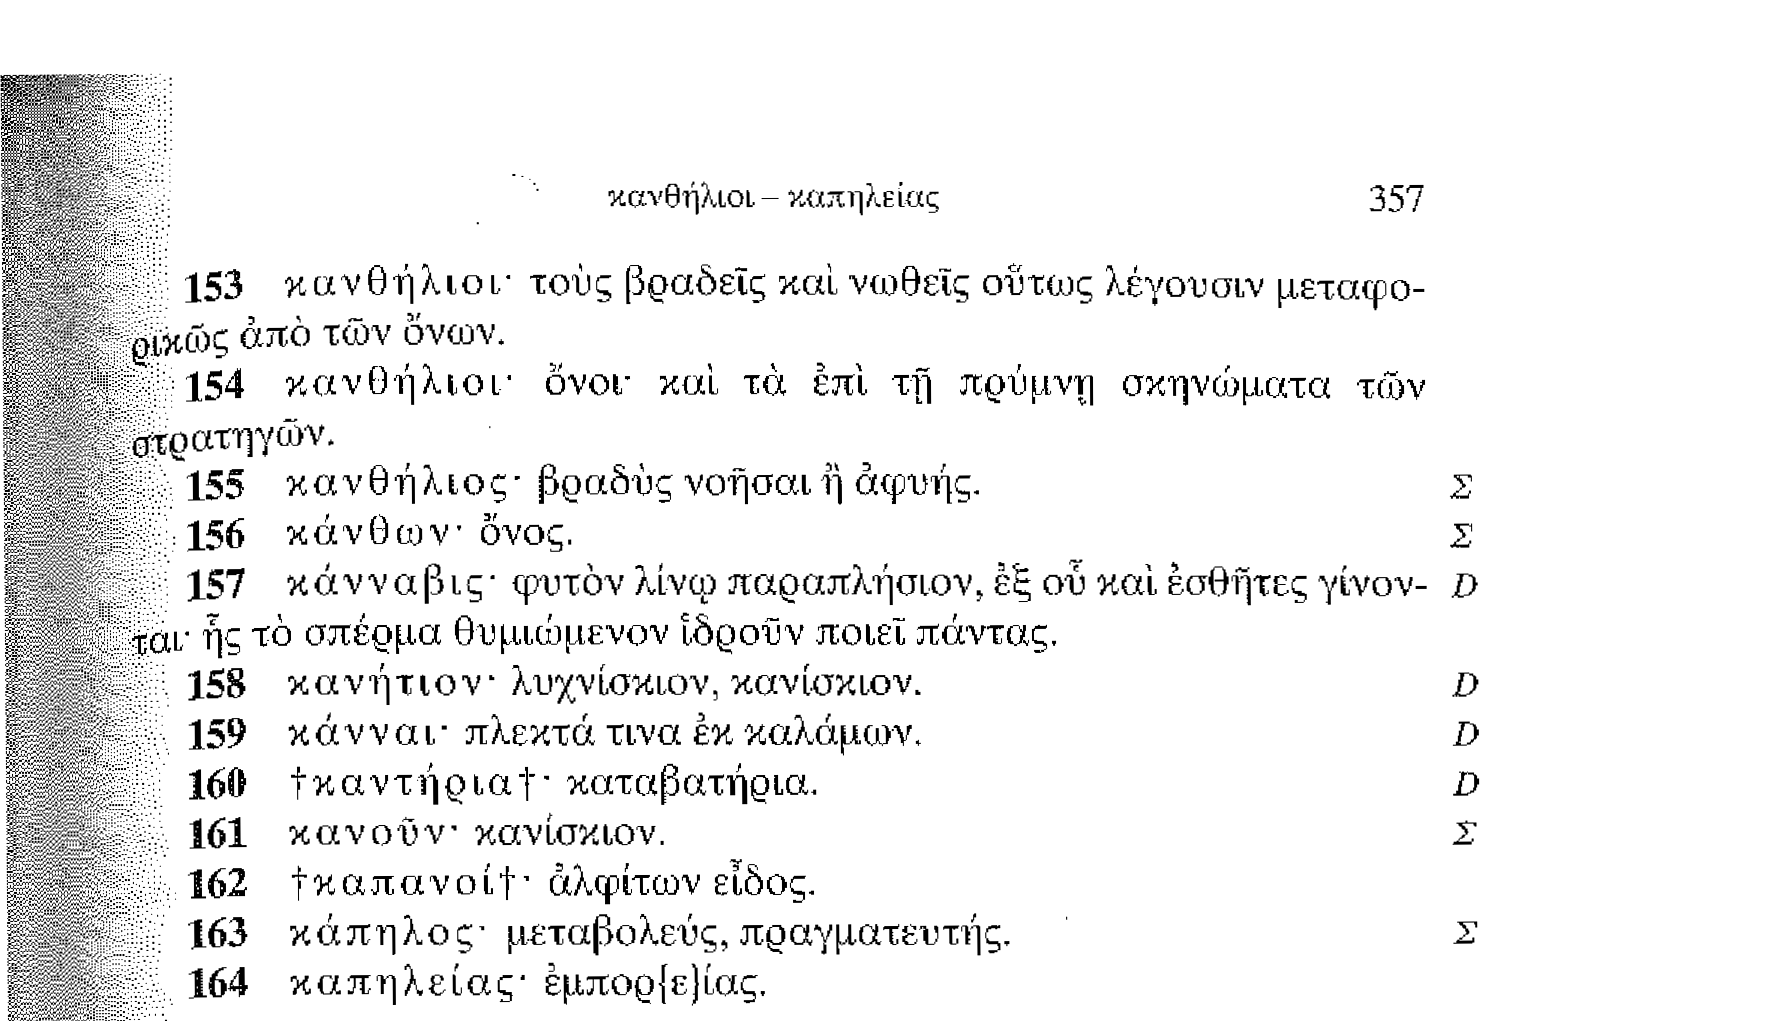 κανθήλιοι – καπηλείας 357
153 κανθήλιοι· τοὺς βραδεῖς καὶ νωθεῖς οὕτως λέγουσιν μεταφο-
ρικῶς ἀπὸ τῶν ὄνων.
154 κανθήλιοι· ὄνοι· καὶ τὰ ἐπὶ τῇ πρύμνῃ σκηνώματα τῶν
στρατηγῶν.
155 κανθήλιος· βραδὺς νοῆσαι ἢ ἀφυής. Σ
156 κάνθων· ὄνος. Σ
157 κάνναβις· φυτὸν λίνῳ παραπλήσιον, ἐξ οὗ καὶ ἐσθῆτες γίνον- D
ται· ἧς τὸ σπέρμα θυμιώμενον ἱδροῦν ποιεῖ πάντας.
158 κανήτιον· λυχνίσκιον, κανίσκιον. D
159 κάνναι· πλεκτά τινα ἐκ καλάμων. D
160 †καντήρια†· καταβατήρια. D
161 κανοῦν· κανίσκιον. Σ
162 †καπανοί†· ἀλφίτων εἶδος.
163 κάπηλος· μεταβολεύς, πραγματευτής. Σ
164 καπηλείας· ἐμπορ{ε}ίας.